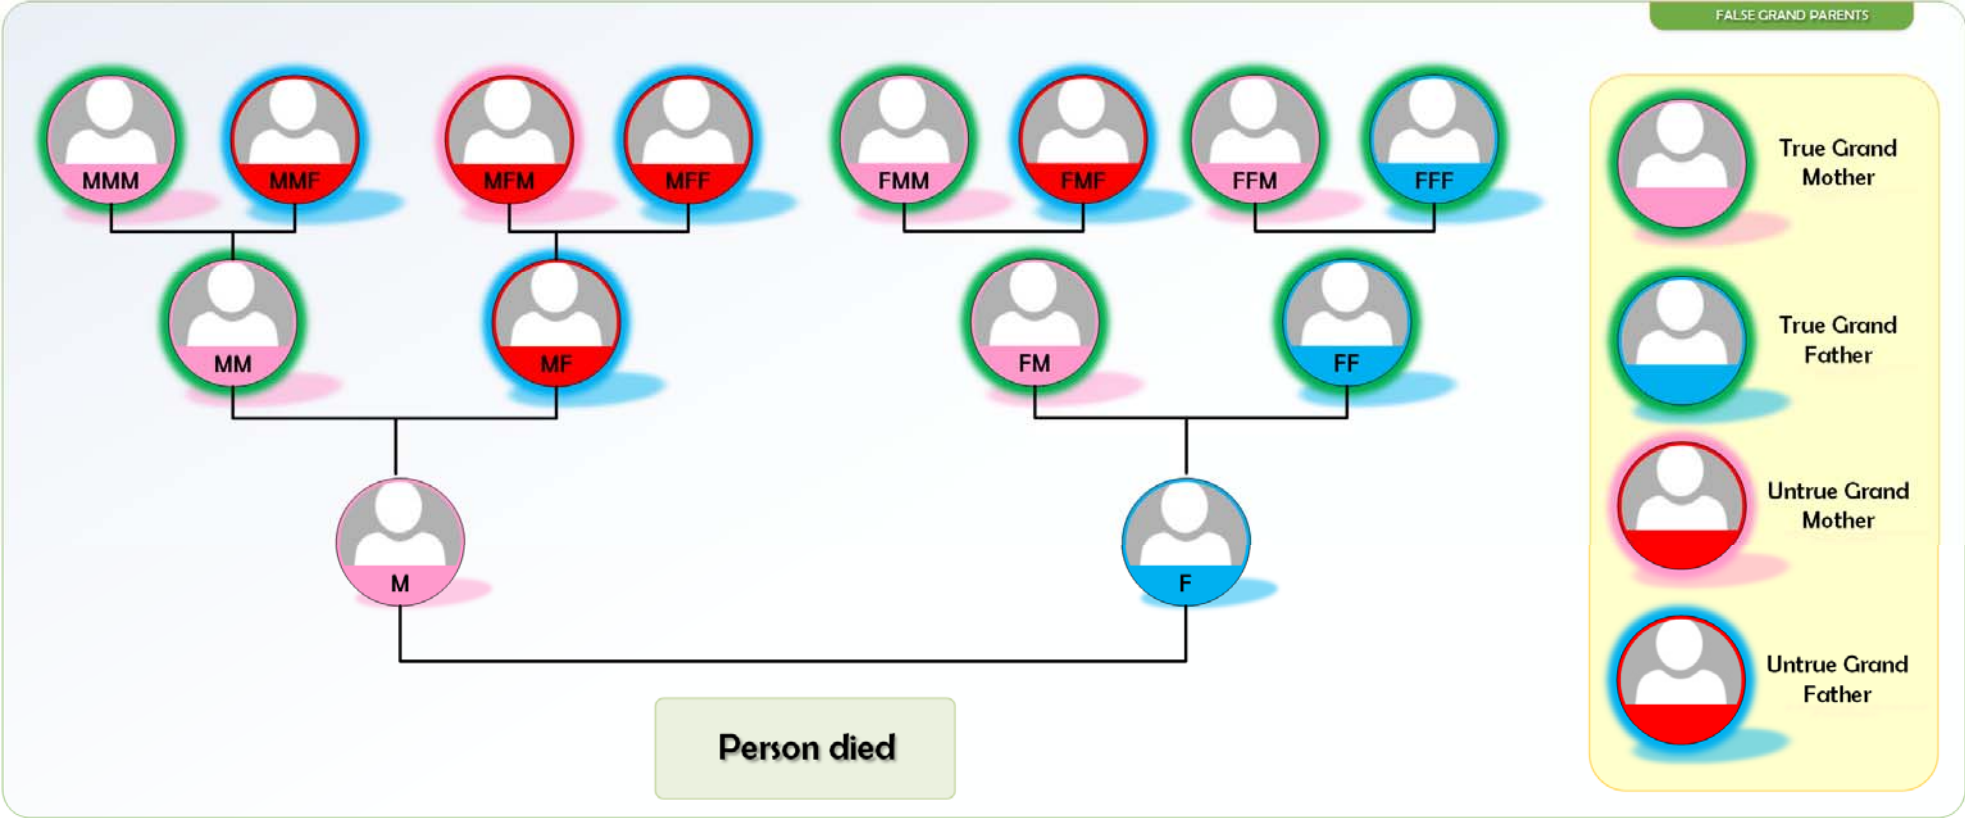 FALSE GRAND PARENTS
MMM
MMF
MFM
MFF
FMM
FMF
FFM
FFF
MM
MF
FM
FF
M
F
Person died
True Grand
Mother
True Grand
Father
Untrue Grand
Mother
Untrue Grand
Father